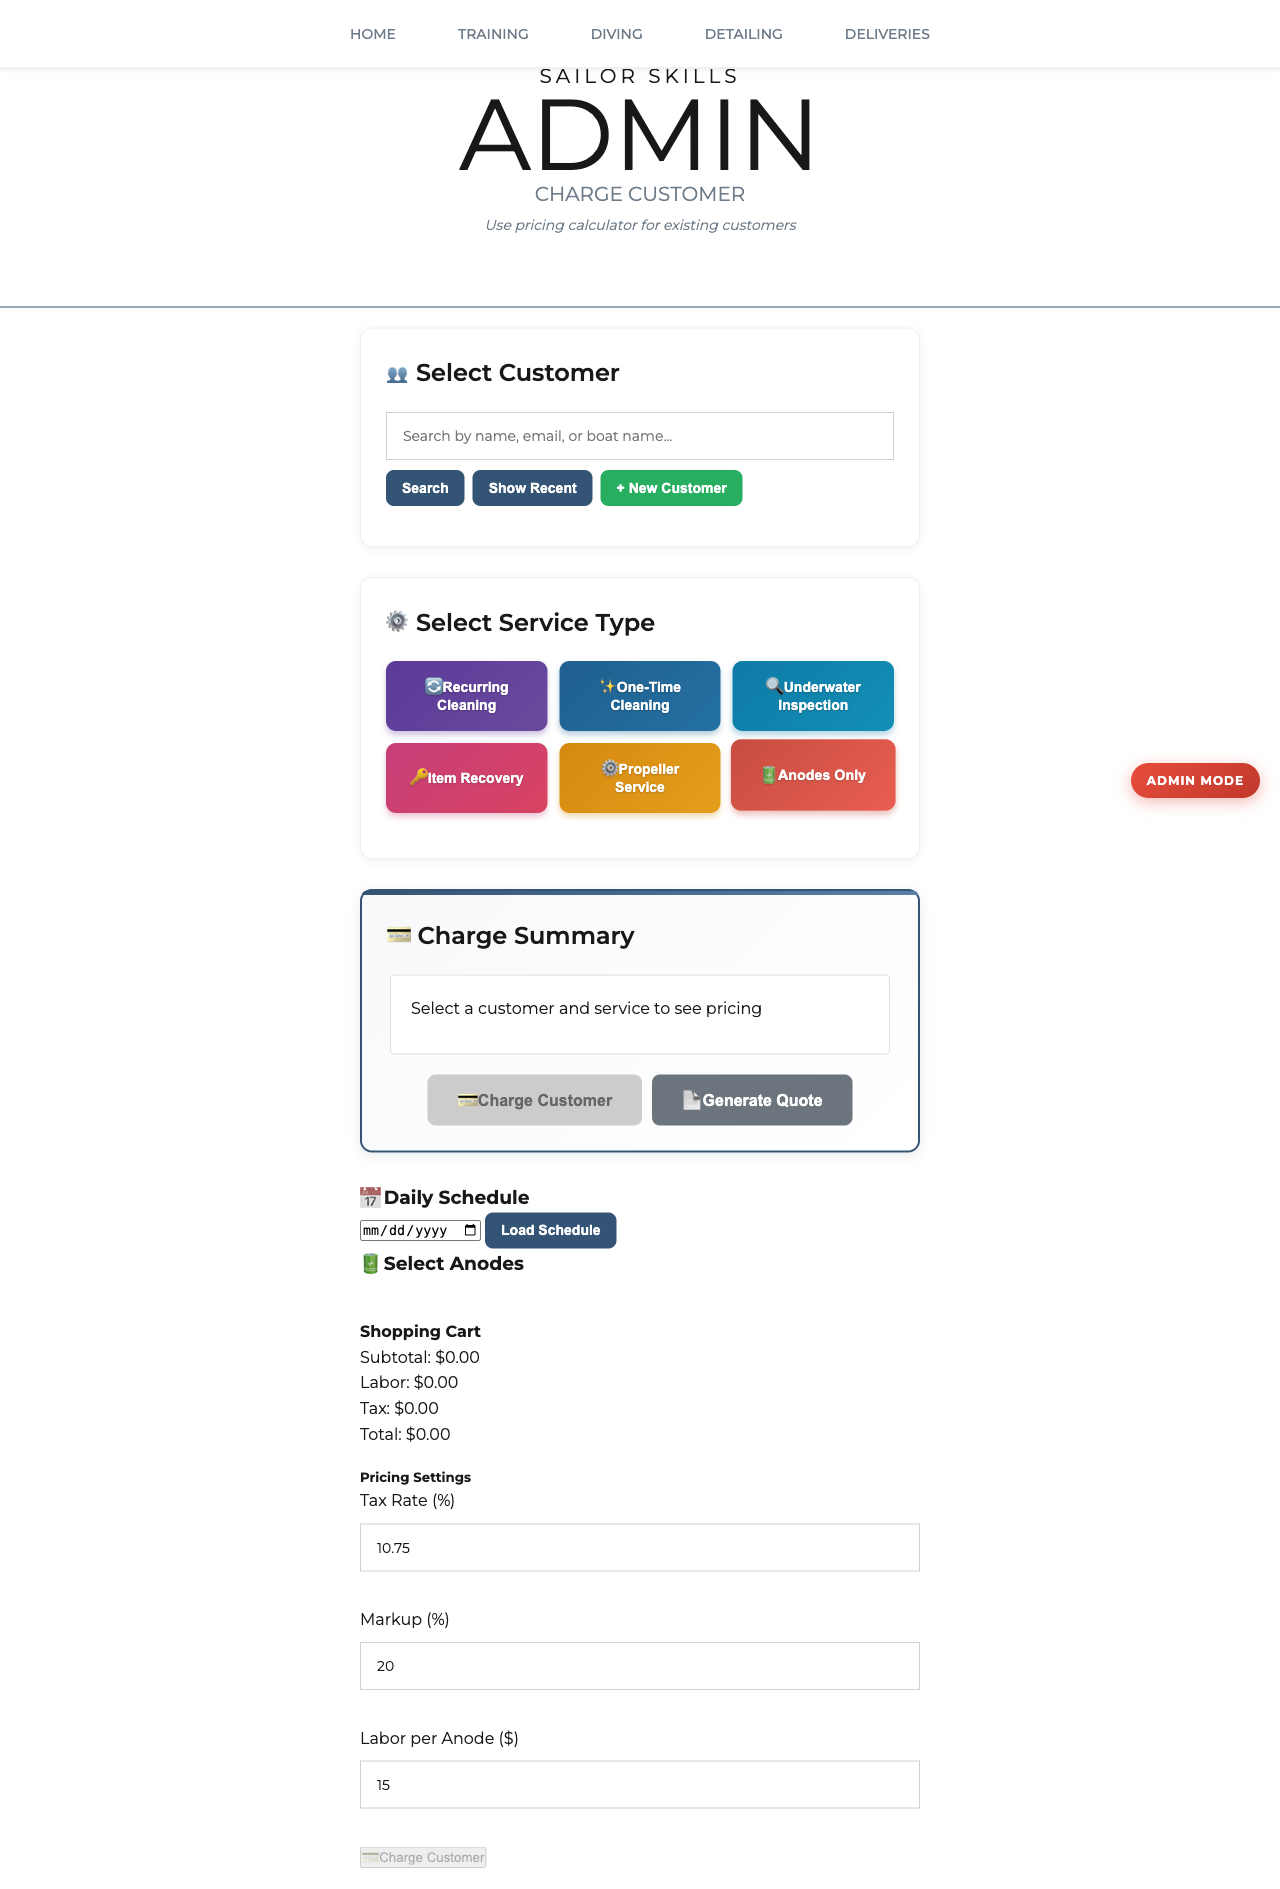 HOME TRAINING DIVING DETAILING DELIVERIES
SAILOR SKILLS
ADMIN
CHARGE CUSTOMER
Use pricing calculator for existing customers
👥 Select Customer
Search by name, email, or boat name...
Search Show Recent + New Customer
⚙️ Select Service Type
🔄Recurring
Cleaning
✨One-Time
Cleaning
🔍Underwater
Inspection
🔑Item Recovery
⚙️Propeller
Service
🔋Anodes Only
ADMIN MODE
💳 Charge Summary
Select a customer and service to see pricing
💳Charge Customer
📄Generate Quote
📅Daily Schedule
mm/dd/yyyy Load Schedule
🔋Select Anodes
Shopping Cart
Subtotal: $0.00
Labor: $0.00
Tax: $0.00
Total: $0.00
Pricing Settings
Tax Rate (%)
10.75
Markup (%)
20
Labor per Anode ($)
15
💳Charge Customer